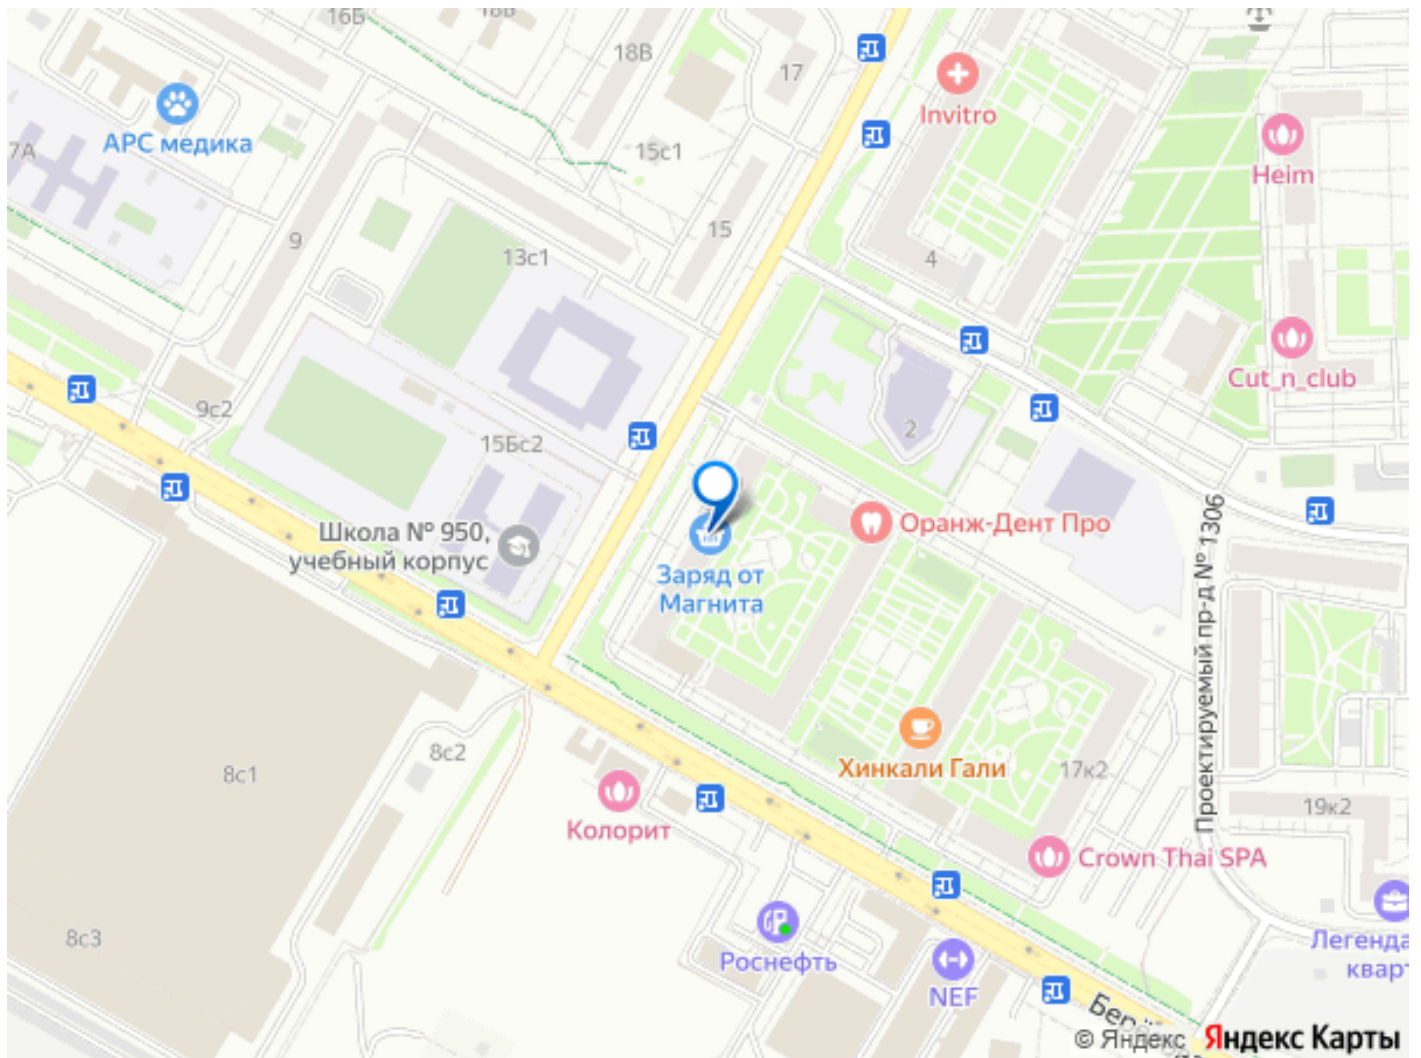 16Б
18Б
18В
17
Invitro
АРС медика
7А
15с1
Heim
9
13с1
15
4
Cut_n_club
9с2
15Бс2
2
Школа № 950,
учебный корпус
Оранж-Дент Про
Заряд от
Магнита
Проектируемый пр-д № 1306
8с2
8с1
Хинкали Гали
17к2
19к2
Колорит
Crown Thai SPA
8с3
Роснефть
NEF
Легенда
кварт
© Яндекс Яндекс Карты